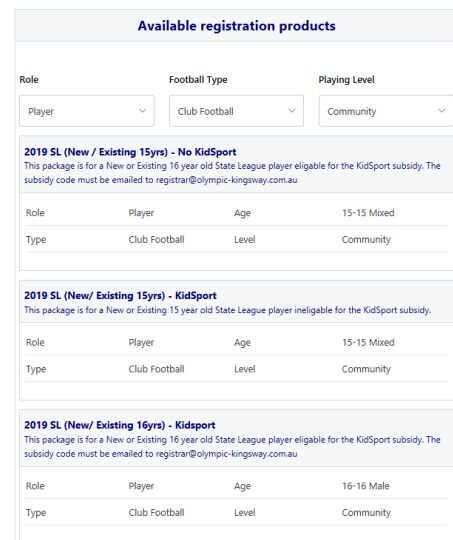 Available registration products
Role Football Type Playing Level
Player Club Football Community
2019 SL (New / Existing 15yrs) - No KidSport
This package is for a New or Existing 16 year old State League player eligable for the KidSport subsidy. The
subsidy code must be emailed to registrar@olympic-kingsway.com.au
Role Player Age 15-15 Mixed
Type Club Football Level Community
2019 SL (New/ Existing 15yrs) - KidSport
This package is for a New or Existing 15 year old State League player ineligable for the KidSport subsidy.
Role Player Age 15-15 Mixed
Type Club Football Level Community
2019 SL (New/ Existing 16yrs) - Kidsport
This package is for a New or Existing 16 year old State League player eligable for the KidSport subsidy. The
subsidy code must be emailed to registrar@olympic-kingsway.com.au
Role Player Age 16-16 Male
Type Club Football Level Community